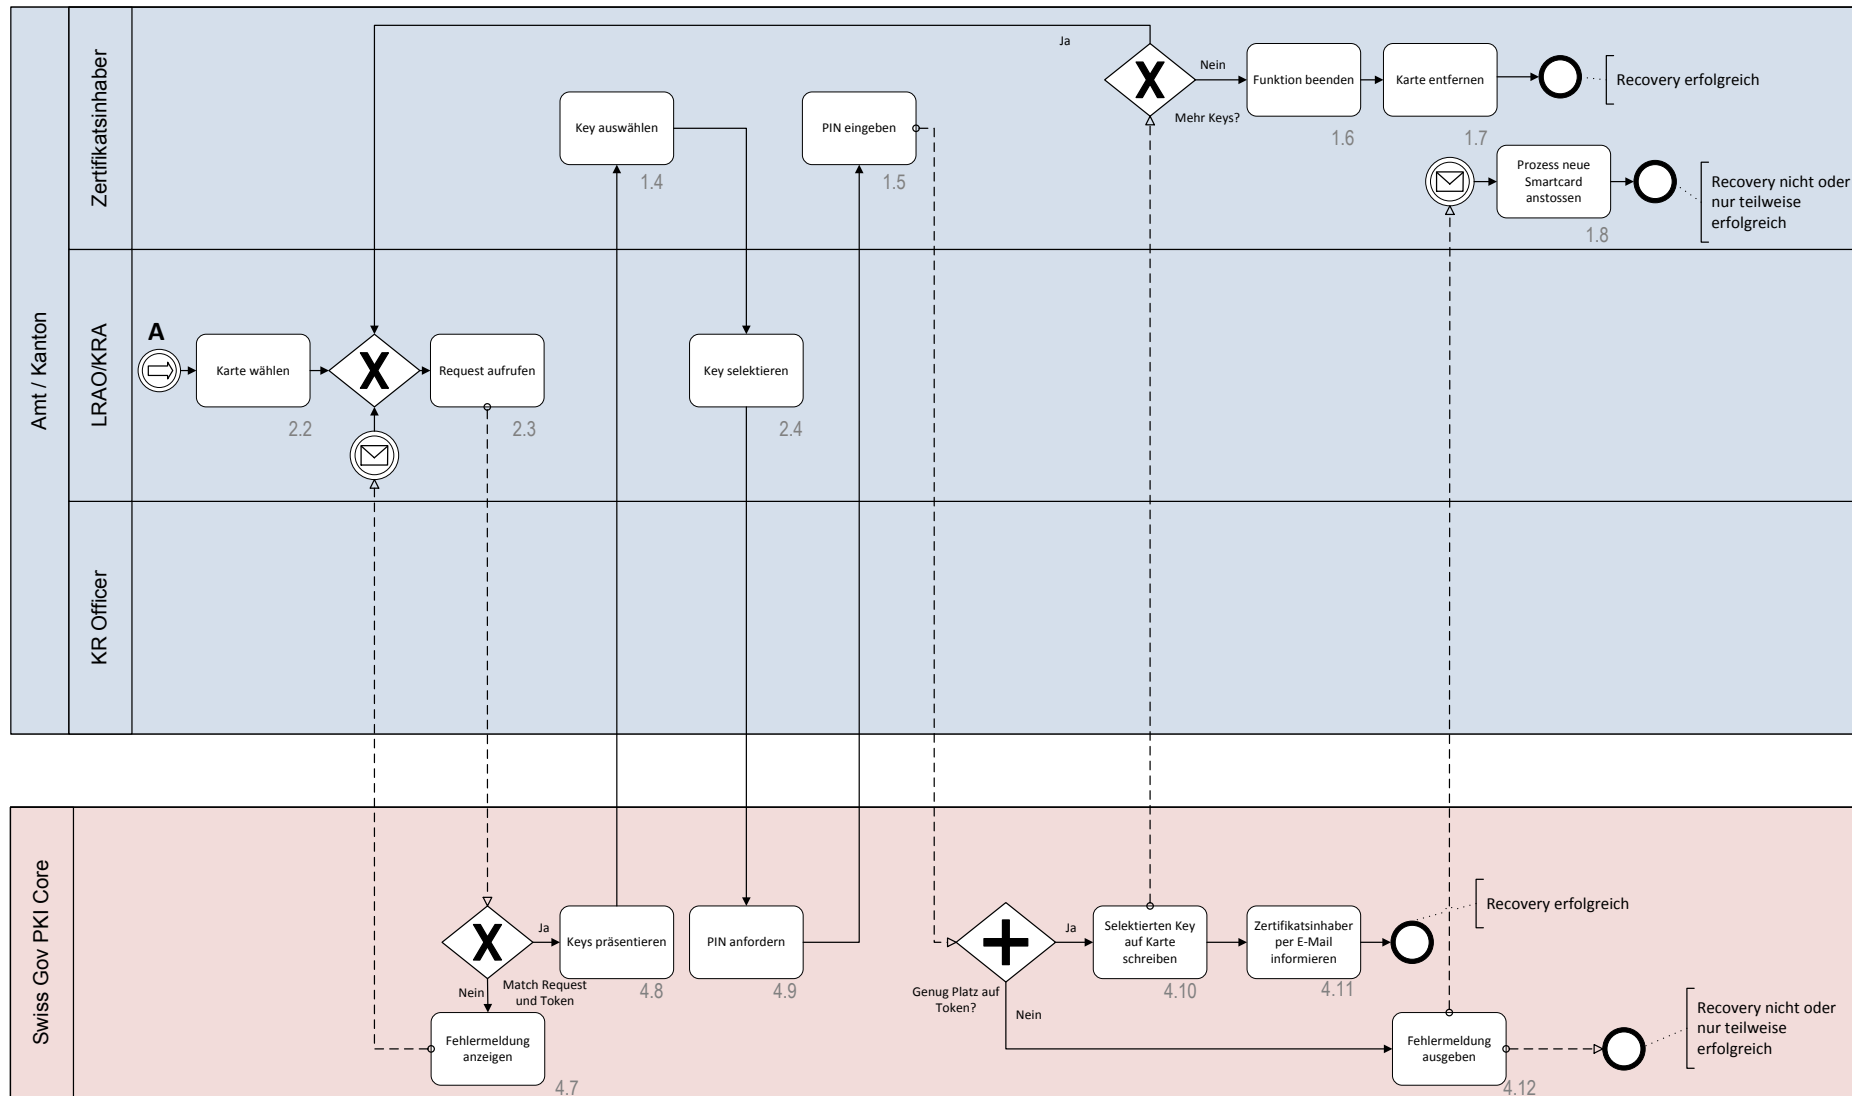 Amt / Kanton
Zertifikatsinhaber
Key auswählen
1.4
PIN eingeben
1.5
Ja
X
Mehr Keys?
Nein
Funktion beenden
1.6
Karte entfernen
1.7
Recovery erfolgreich
Prozess neue
Smartcard
anstossen
1.8
Recovery nicht oder
nur teilweise
erfolgreich
LRAO/KRA
A
Karte wählen
2.2
X
Request aufrufen
2.3
Key selektieren
2.4
KR Officer
Swiss Gov PKI Core
X
Ja
Nein
Match Request
und Token
Keys präsentieren
4.8
Fehlermeldung
anzeigen
4.7
PIN anfordern
4.9
Genug Platz auf
Token?
Ja
Nein
Selektierten Key
auf Karte
schreiben
4.10
Zertifikatsinhaber
per E-Mail
informieren
4.11
Recovery erfolgreich
Fehlermeldung
ausgeben
4.12
Recovery nicht oder
nur teilweise
erfolgreich